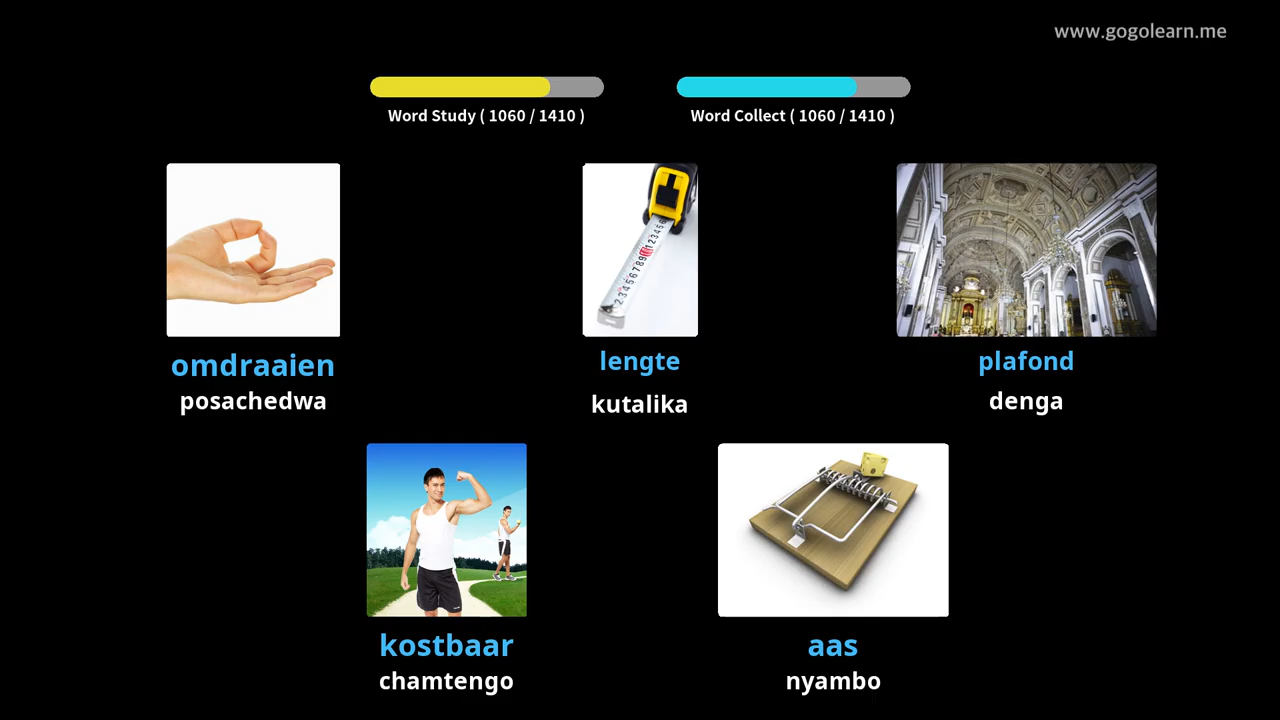 www.gogolearn.me
Word Study ( 1060 / 1410 )
Word Collect ( 1060 / 1410 )
omdraaien
posachedwa
lengte
kutalika
plafond
denga
kostbaar
chamtengo
aas
nyambo